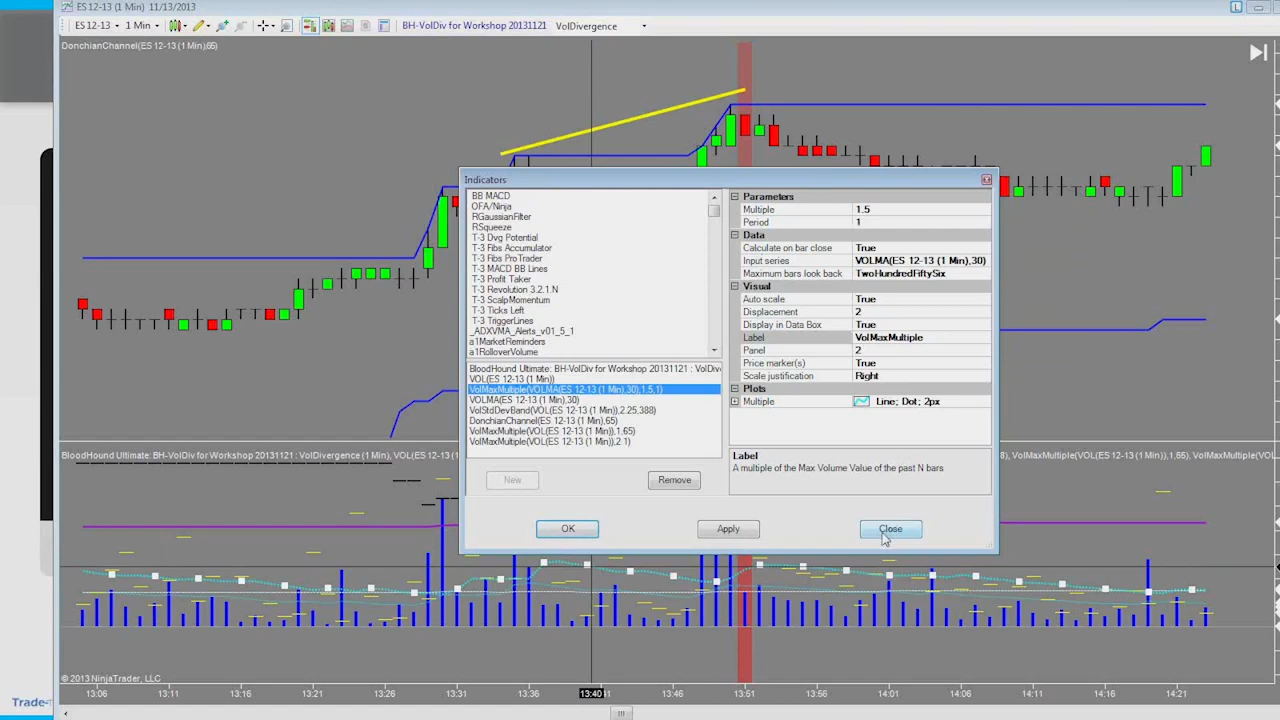 ES 12-13 (1 Min) 11/13/2013
ES 12-13 1 Min BH-VolDiv for Workshop 20131121 VolDivergence
DonchianChannel(ES 12-13 (1 Min),65)
Indicators
BB MACD
OFA/Ninja
RGaussianFilter
RSqueeze
T-3 Dvg Potential
T-3 Fibs Accumulator
T-3 Fibs ProTrader
T-3 MACD BB Lines
T-3 Profit Taker
T-3 Revolution 3.2.1.N
T-3 ScalpMomentum
T-3 Ticks Left
T-3 TriggerLines
_ADXVMA_Alerts_v01_5_1
a1MarketReminders
a1RolloverVolume
BloodHound Ultimate: BH-VolDiv for Workshop 20131121 : VolDive
VOL(ES 12-13 (1 Min))
VolMaxMultiple(VOLMA(ES 12-13 (1 Min),30),1.5,1)
VOLMA(ES 12-13 (1 Min),30)
VolStdDevBand(VOL(ES 12-13 (1 Min)),2.25,388)
DonchianChannel(ES 12-13 (1 Min),65)
VolMaxMultiple(VOL(ES 12-13 (1 Min)),1,65)
VolMaxMultiple(VOL(ES 12-13 (1 Min)),2,1)
New
Remove
Parameters
Multiple 1.5
Period 1
Data
Calculate on bar close True
Input series VOLMA(ES 12-13 (1 Min),30)
Maximum bars look back TwoHundredFiftySix
Visual
Auto scale True
Displacement 2
Display in Data Box True
Label VolMaxMultiple
Panel 2
Price marker(s) True
Scale justification Right
Plots
Multiple Line; Dot; 2px
Label
A multiple of the Max Volume Value of the past N bars
OK
Apply
Close
BloodHound Ultimate: BH-VolDiv for Workshop 20131121 : VolDivergence (1 Min), VOL(ES 12-13 (1
8), VolMaxMultiple(VOL(ES 12-13 (1 Min)),1,65), VolMaxMultiple(VOL(ES 1
© 2013 NinjaTrader, LLC
13:06 13:11 13:16 13:21 13:26 13:31 13:36 13:40 13:46 13:51 13:56 14:01 14:06 14:11 14:16 14:21
Trade-